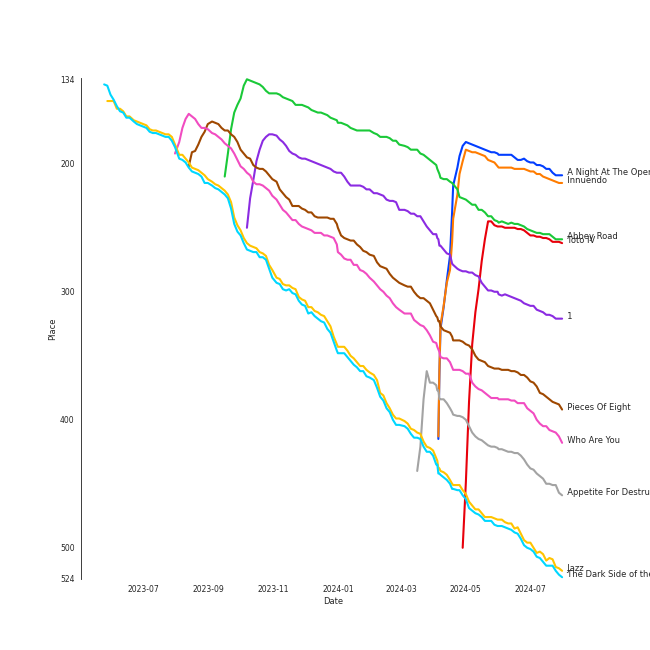 134
200
300
400
500
524
Place
2023-07
2023-09
2023-11
2024-01
2024-03
2024-05
2024-07
Date
A Night At The Oper
Innuendo
Abbey Road
Toto IV
1
Pieces Of Eight
Who Are You
Appetite For Destru
Jazz
The Dark Side of the